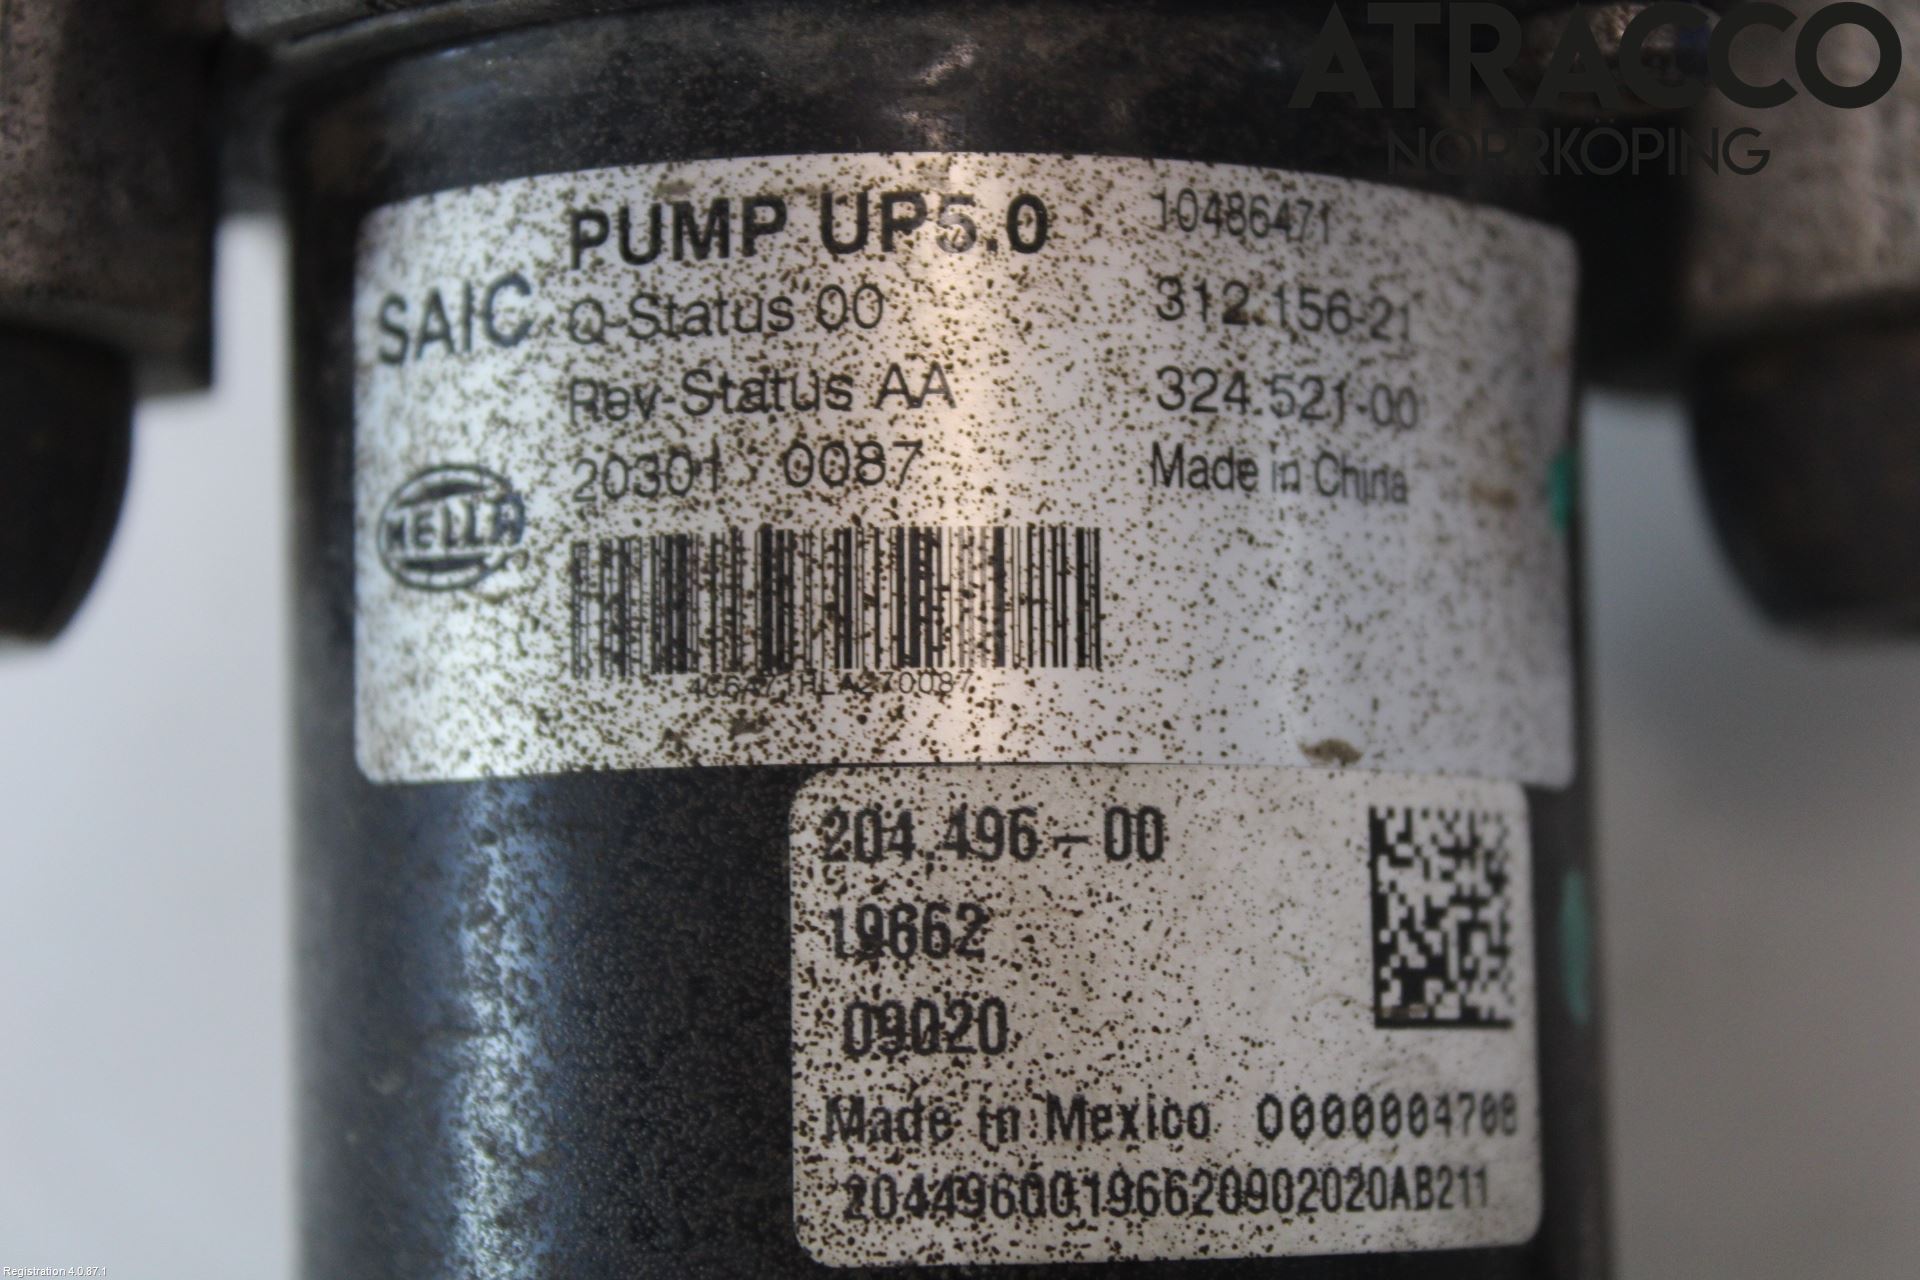 ATRACCO
NORRKÖPING
PUMP UP5.0
10486471
SAIC
Q-Status 00
312.156-21
Rev-Status AA
324.521-00
20301 0087
Made in China
HELLA
204.496-00
19662
09020
Made in Mexico 0000004708
20449600196620902020AB211
Registration 4.0.87.1